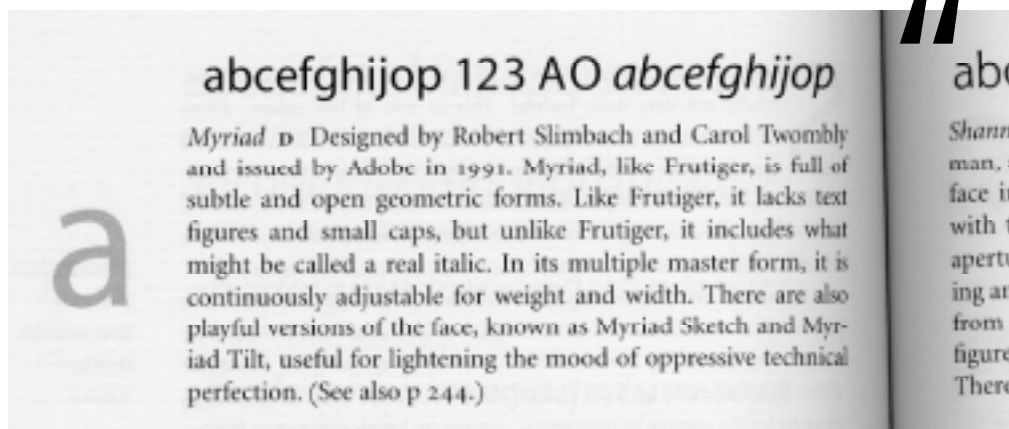 abcefghijop 123 AO abcefghijop
Myriad D Designed by Robert Slimbach and Carol Twombly
and issued by Adobe in 1991. Myriad, like Frutiger, is full of
subtle and open geometric forms. Like Frutiger, it lacks text
figures and small caps, but unlike Frutiger, it includes what
might be called a real italic. In its multiple master form, it is
continuously adjustable for weight and width. There are also
playful versions of the face, known as Myriad Sketch and Myr-
iad Tilt, useful for lightening the mood of oppressive technical
perfection. (See also p 244.)
a
"
abc
Shann
man,
face i
with
apert
ing a
from
figure
There